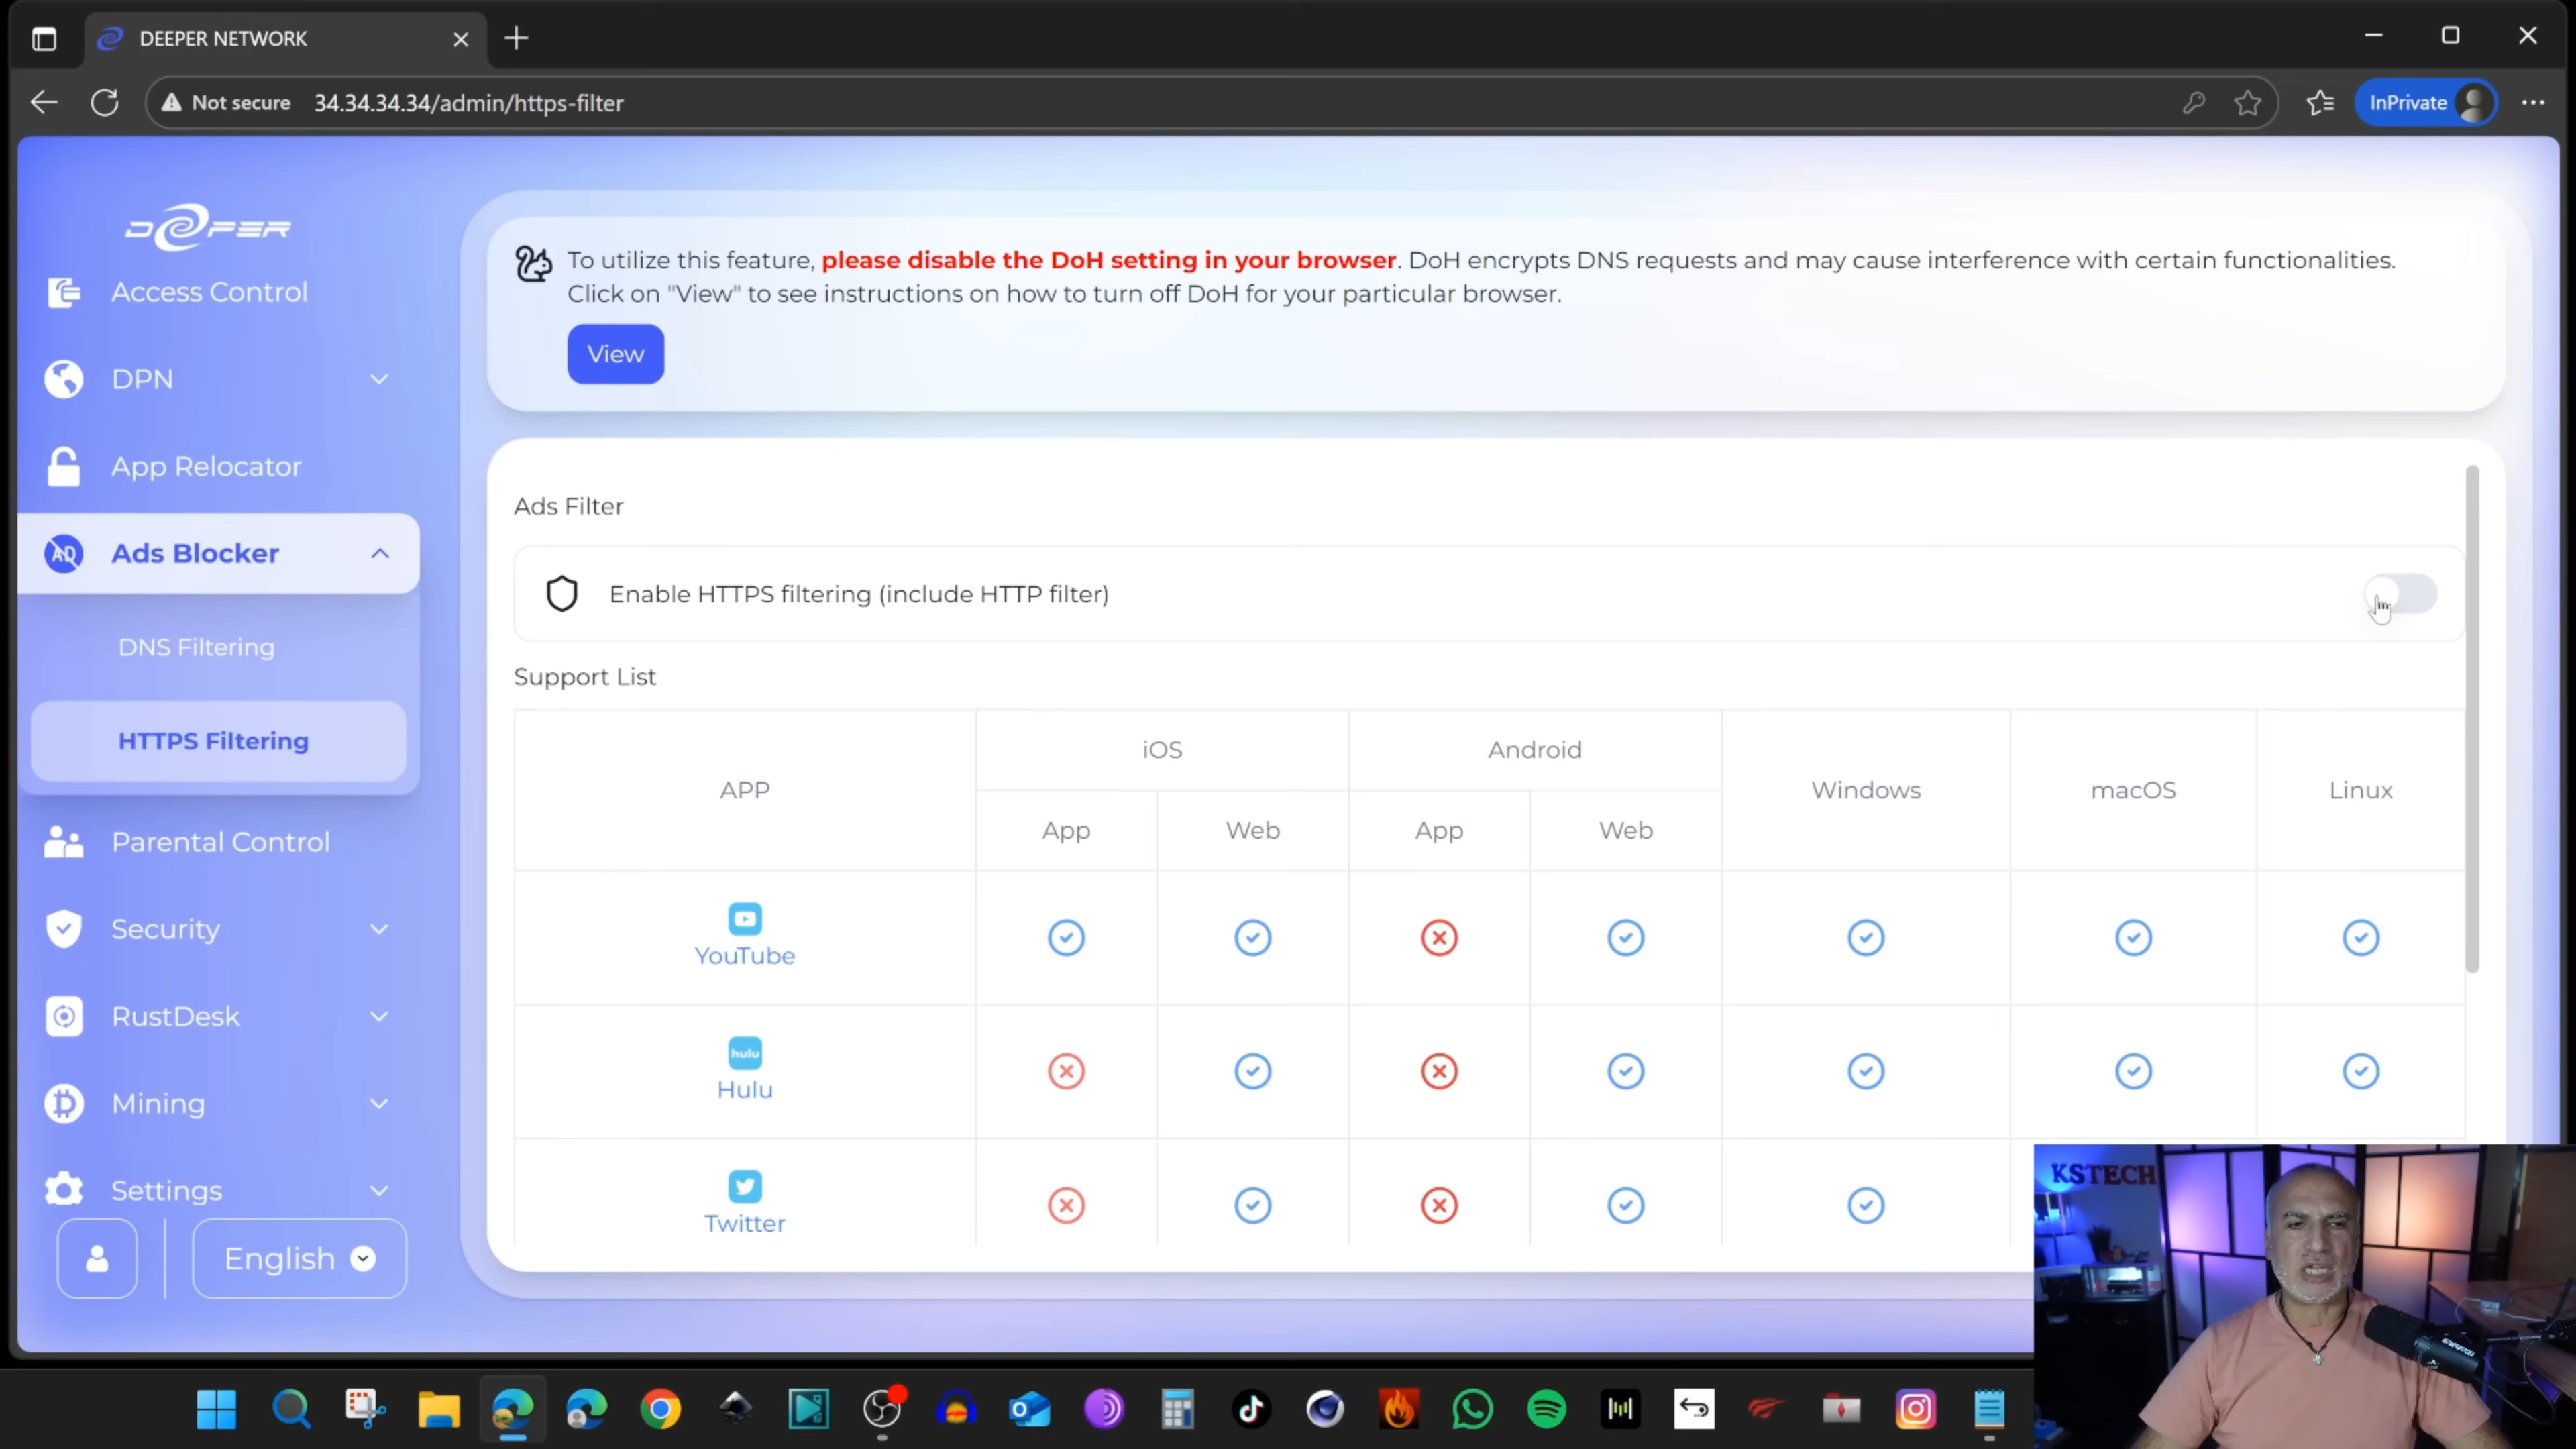 DEEPER NETWORK
Not secure 34.34.34.34/admin/https-filter
InPrivate
DEEPER
Access Control
DPN
App Relocator
AD Ads Blocker
DNS Filtering
HTTPS Filtering
Parental Control
Security
RustDesk
Mining
Settings
English
To utilize this feature, please disable the DoH setting in your browser. DoH encrypts DNS requests and may cause interference with certain functionalities.
Click on "View" to see instructions on how to turn off DoH for your particular browser.
View
Ads Filter
Enable HTTPS filtering (include HTTP filter)
Support List
APP iOS Android Windows macOS Linux
App Web App Web
YouTube
hulu
Hulu
Twitter
KSTECH